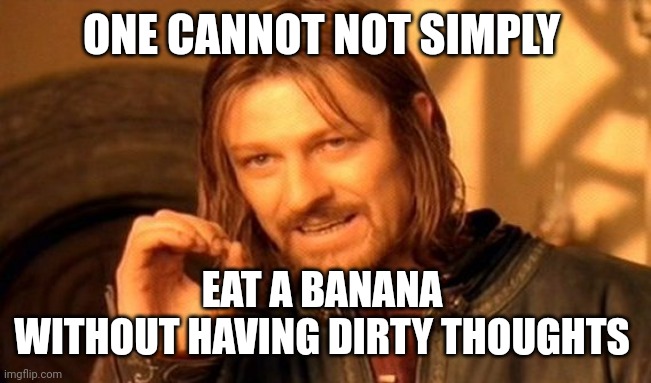 ONE CANNOT NOT SIMPLY
EAT A BANANA
WITHOUT HAVING DIRTY THOUGHTS
imgflip.com